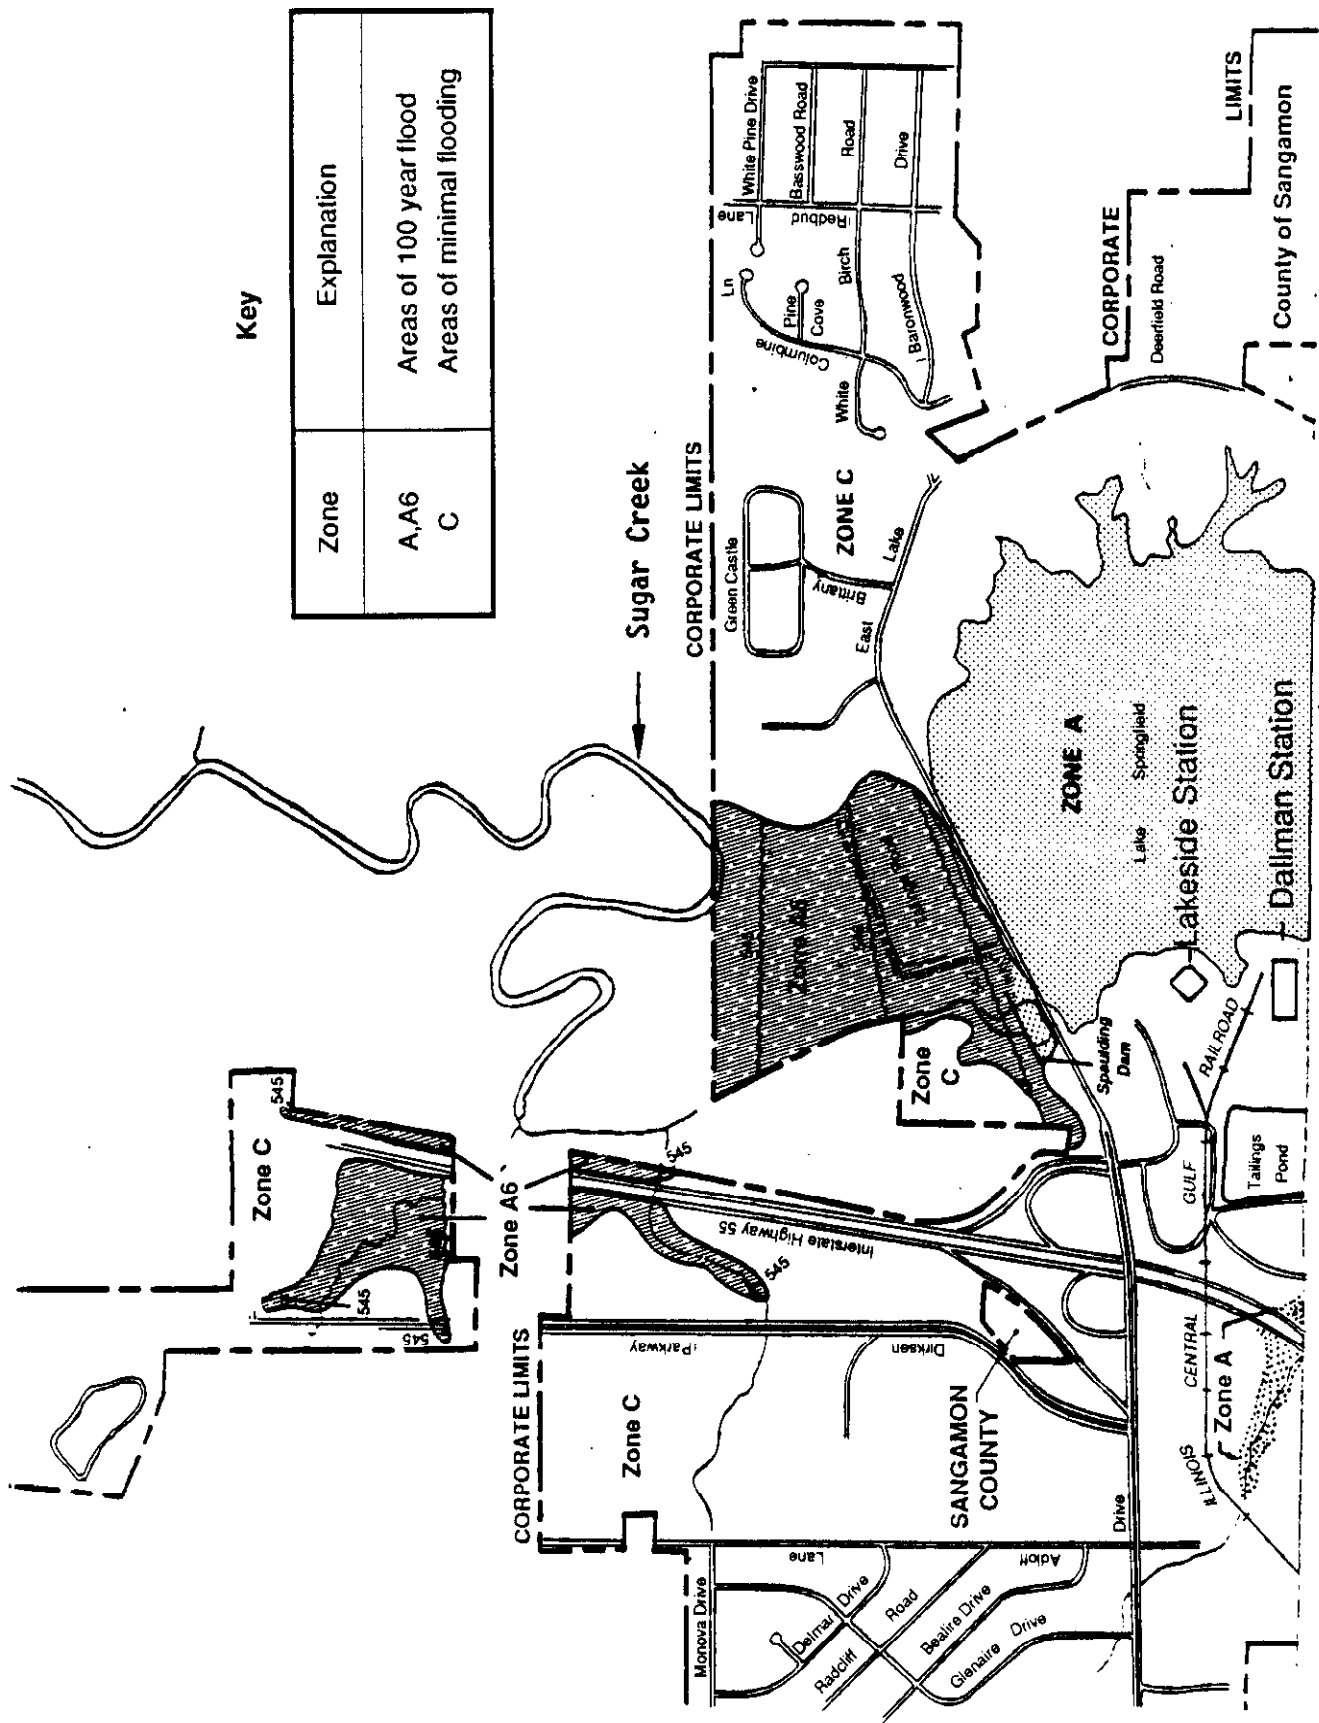 Key
Zone
Explanation
A,A6
Areas of 100 year flood
C
Areas of minimal flooding
Sugar Creek
CORPORATE LIMITS
White Pine Drive
Basswood Road
Road
Drive
Lane
Redbud
Ln
Pine
Cove
Columbine
Birch
White
Baronwood
Green Castle
Brittany
ZONE C
East
Lake
LIMITS
CORPORATE
County of Sangamon
Deerfield Road
ZONE A
Lake
Springfield
Lakeside Station
Dallman Station
545
Zone A6
Zone
C
Spaulding
Dam
RAILROAD
GULF
CENTRAL
ILLINOIS
Tailings
Pond
Zone C
545
545
545
Zone A6
545
545
Interstate Highway 55
CORPORATE LIMITS
Parkway
Dirksen
Zone C
SANGAMON
COUNTY
Zone A
Drive
Lane
Adloff
Monova Drive
Delmar Drive
Radcliff Road
Bealire Drive
Glenaire Drive